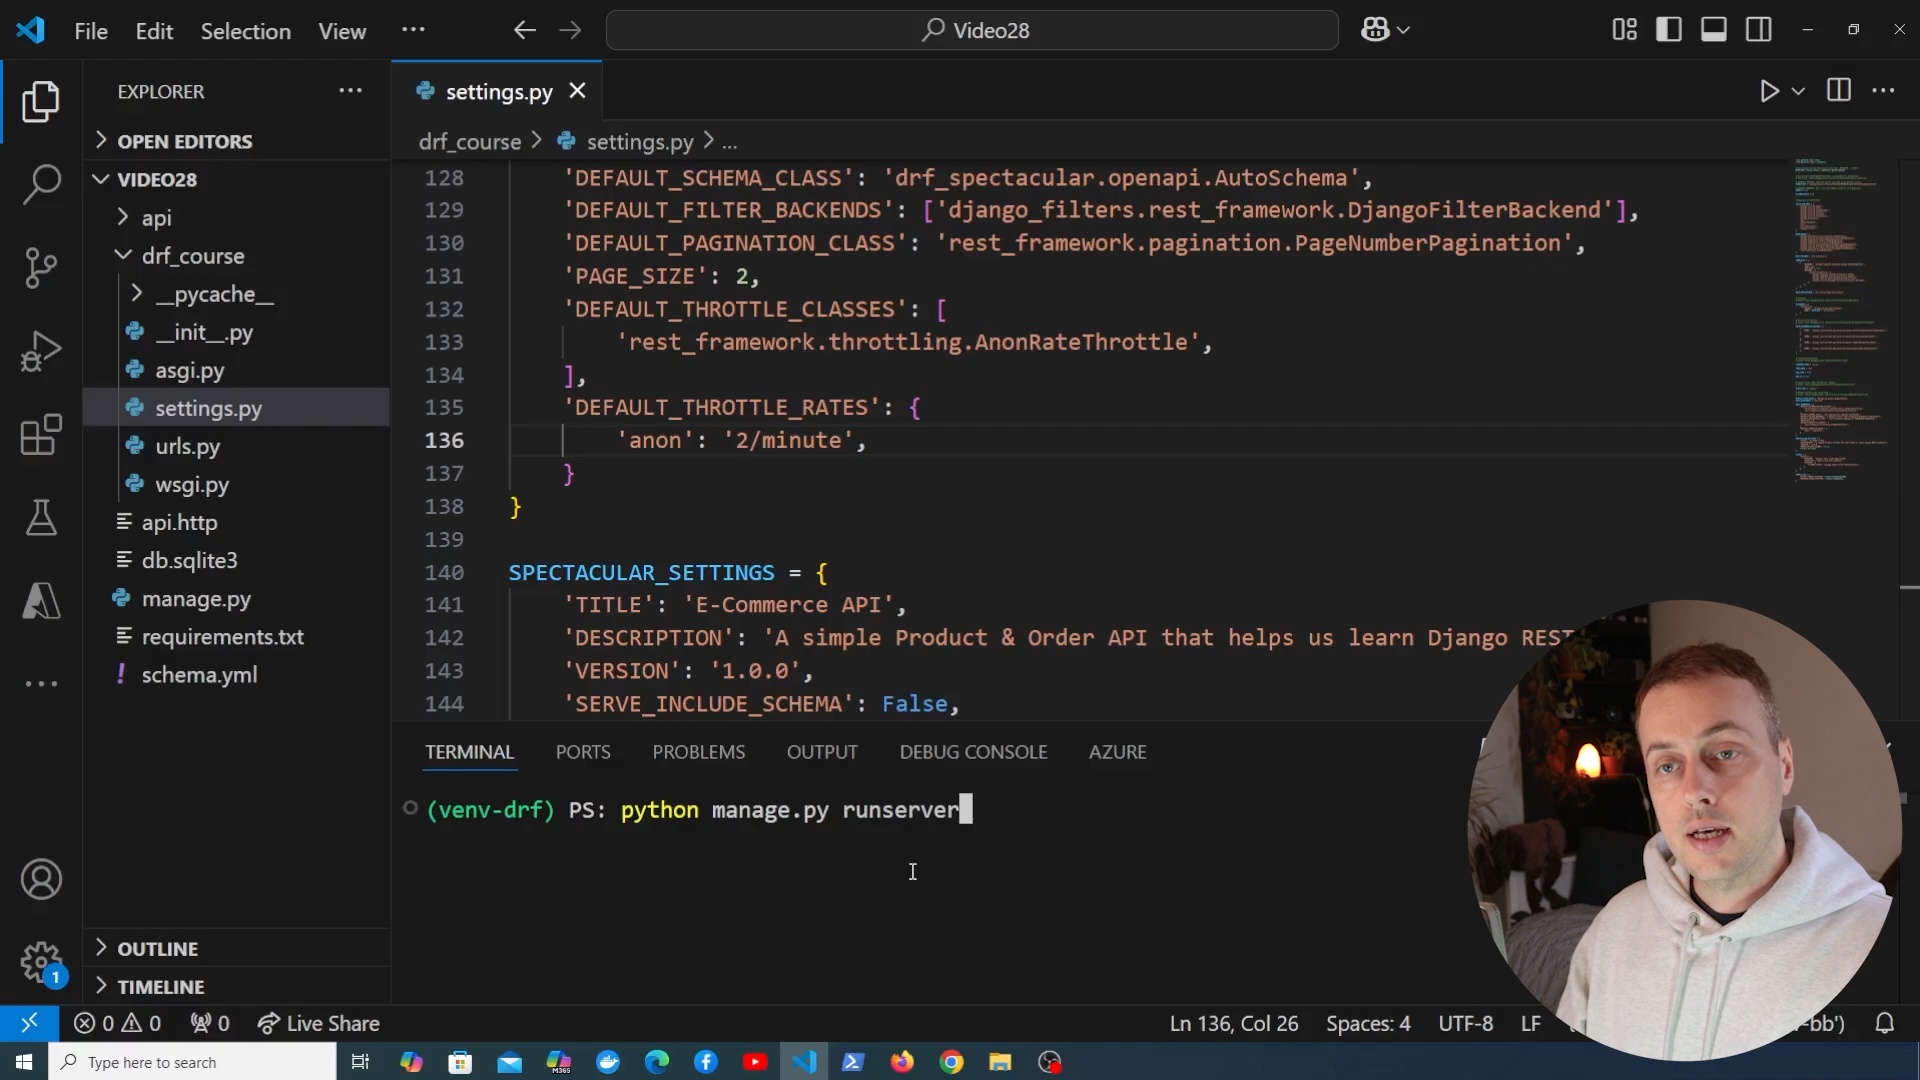 File Edit Selection View ···
Video28
EXPLORER
OPEN EDITORS
VIDEO28
api
drf_course
__pycache__
__init__.py
asgi.py
settings.py
urls.py
wsgi.py
api.http
db.sqlite3
manage.py
requirements.txt
! schema.yml
OUTLINE
TIMELINE
1
settings.py
drf_course > settings.py > ...
128 'DEFAULT_SCHEMA_CLASS': 'drf_spectacular.openapi.AutoSchema',
129 'DEFAULT_FILTER_BACKENDS': ['django_filters.rest_framework.DjangoFilterBackend'],
130 'DEFAULT_PAGINATION_CLASS': 'rest_framework.pagination.PageNumberPagination',
131 'PAGE_SIZE': 2,
132 'DEFAULT_THROTTLE_CLASSES': [
133 'rest_framework.throttling.AnonRateThrottle',
134 ],
135 'DEFAULT_THROTTLE_RATES': {
136 'anon': '2/minute',
137 }
138 }
139
140 SPECTACULAR_SETTINGS = {
141 'TITLE': 'E-Commerce API',
142 'DESCRIPTION': 'A simple Product & Order API that helps us learn Django REST
143 'VERSION': '1.0.0',
144 'SERVE_INCLUDE_SCHEMA': False,
TERMINAL PORTS PROBLEMS OUTPUT DEBUG CONSOLE AZURE
(venv-drf) PS: python manage.py runserver
0 0 0 Live Share Ln 136, Col 26 Spaces: 4 UTF-8 LF -bb')
Type here to search
M365